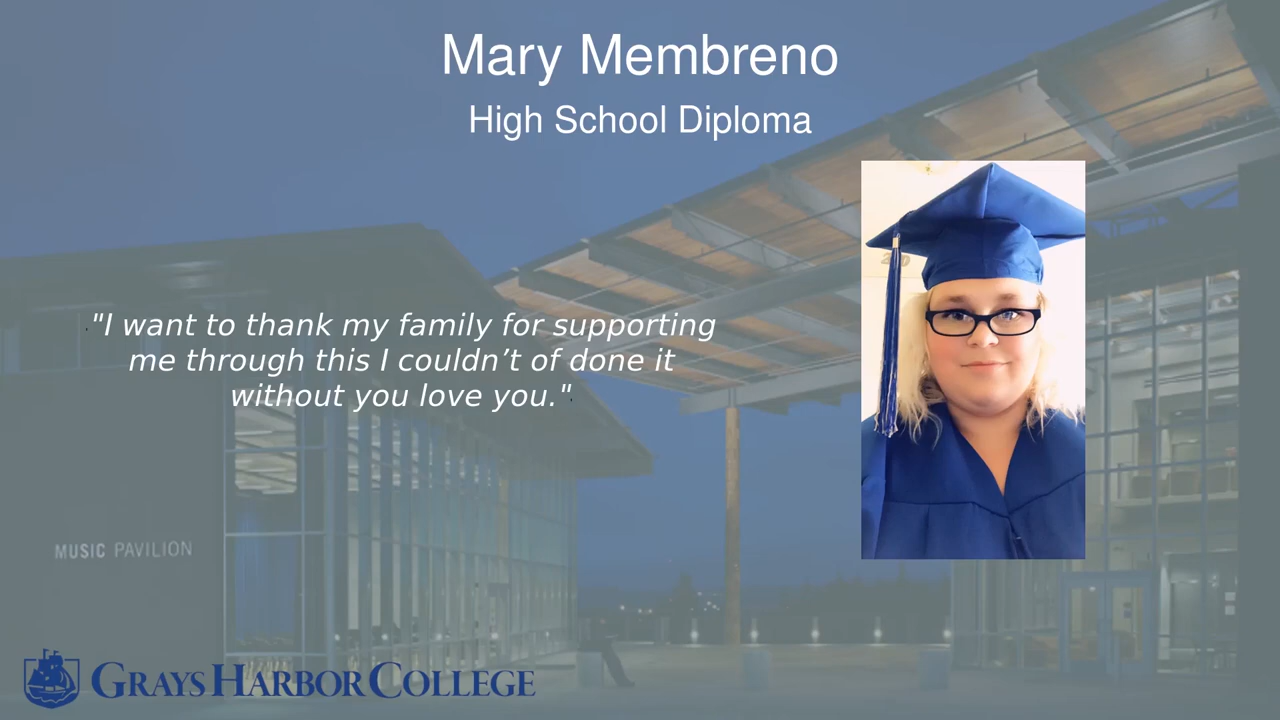 Mary Membreno
High School Diploma
"I want to thank my family for supporting
me through this I couldn’t of done it
without you love you."
MUSIC PAVILION
GRAYS HARBOR COLLEGE